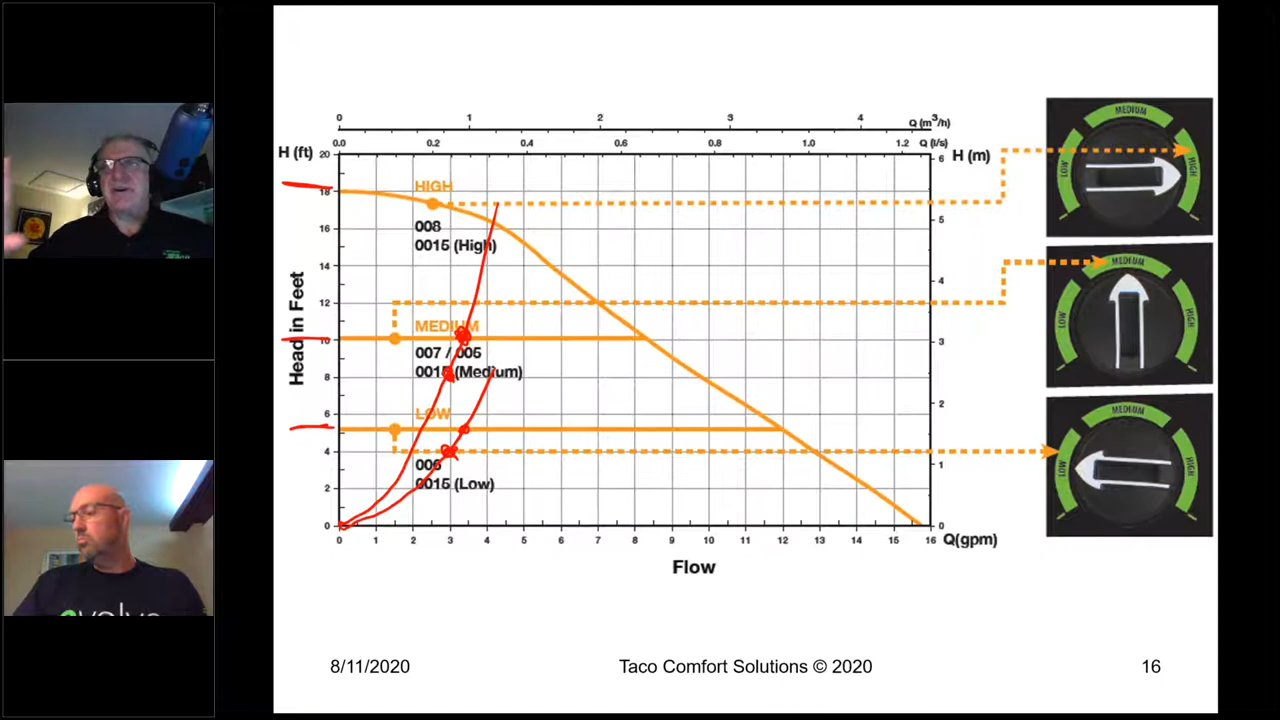 0 1 2 3 4 Q (m³/h)
3
0.0 0.2 0.4 0.6 0.8 1.0 1.2 Q (l/s)
H (ft)
H (m)
20
18
16
14
12
10
8
6
4
2
0
Head in Feet
HIGH
008
0015 (High)
MEDIUM
007 / 005
0015 (Medium)
LOW
006
0015 (Low)
6
5
4
3
2
1
0
0 1 2 3 4 5 6 7 8 9 10 11 12 13 14 15 16 Q(gpm)
Flow
LOW MEDIUM HIGH
LOW MEDIUM HIGH
LOW MEDIUM HIGH
8/11/2020 Taco Comfort Solutions © 2020 16
evolve